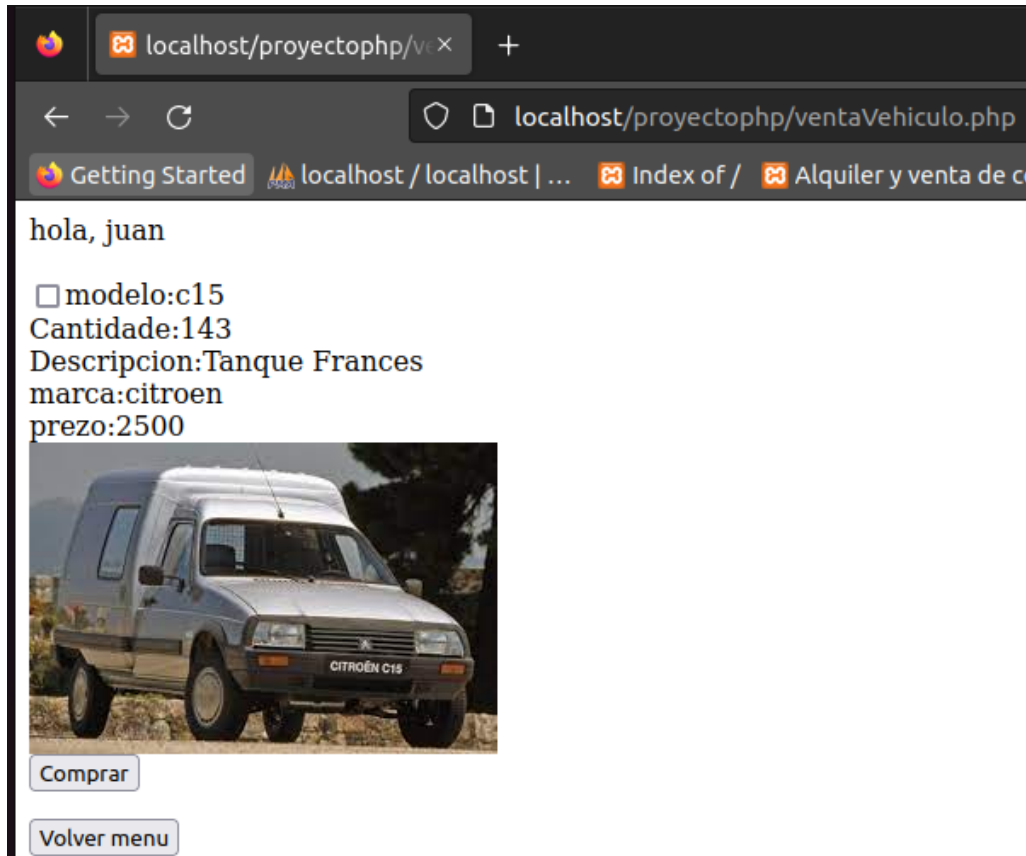 localhost/proyectophp/ve
localhost/proyectophp/ventaVehiculo.php
Getting Started localhost / localhost | ... Index of / Alquiler y venta de c
hola, juan
modelo:c15
Cantidade:143
Descripcion:Tanque Frances
marca:citroen
prezo:2500
CITROËN C15
Comprar
Volver menu